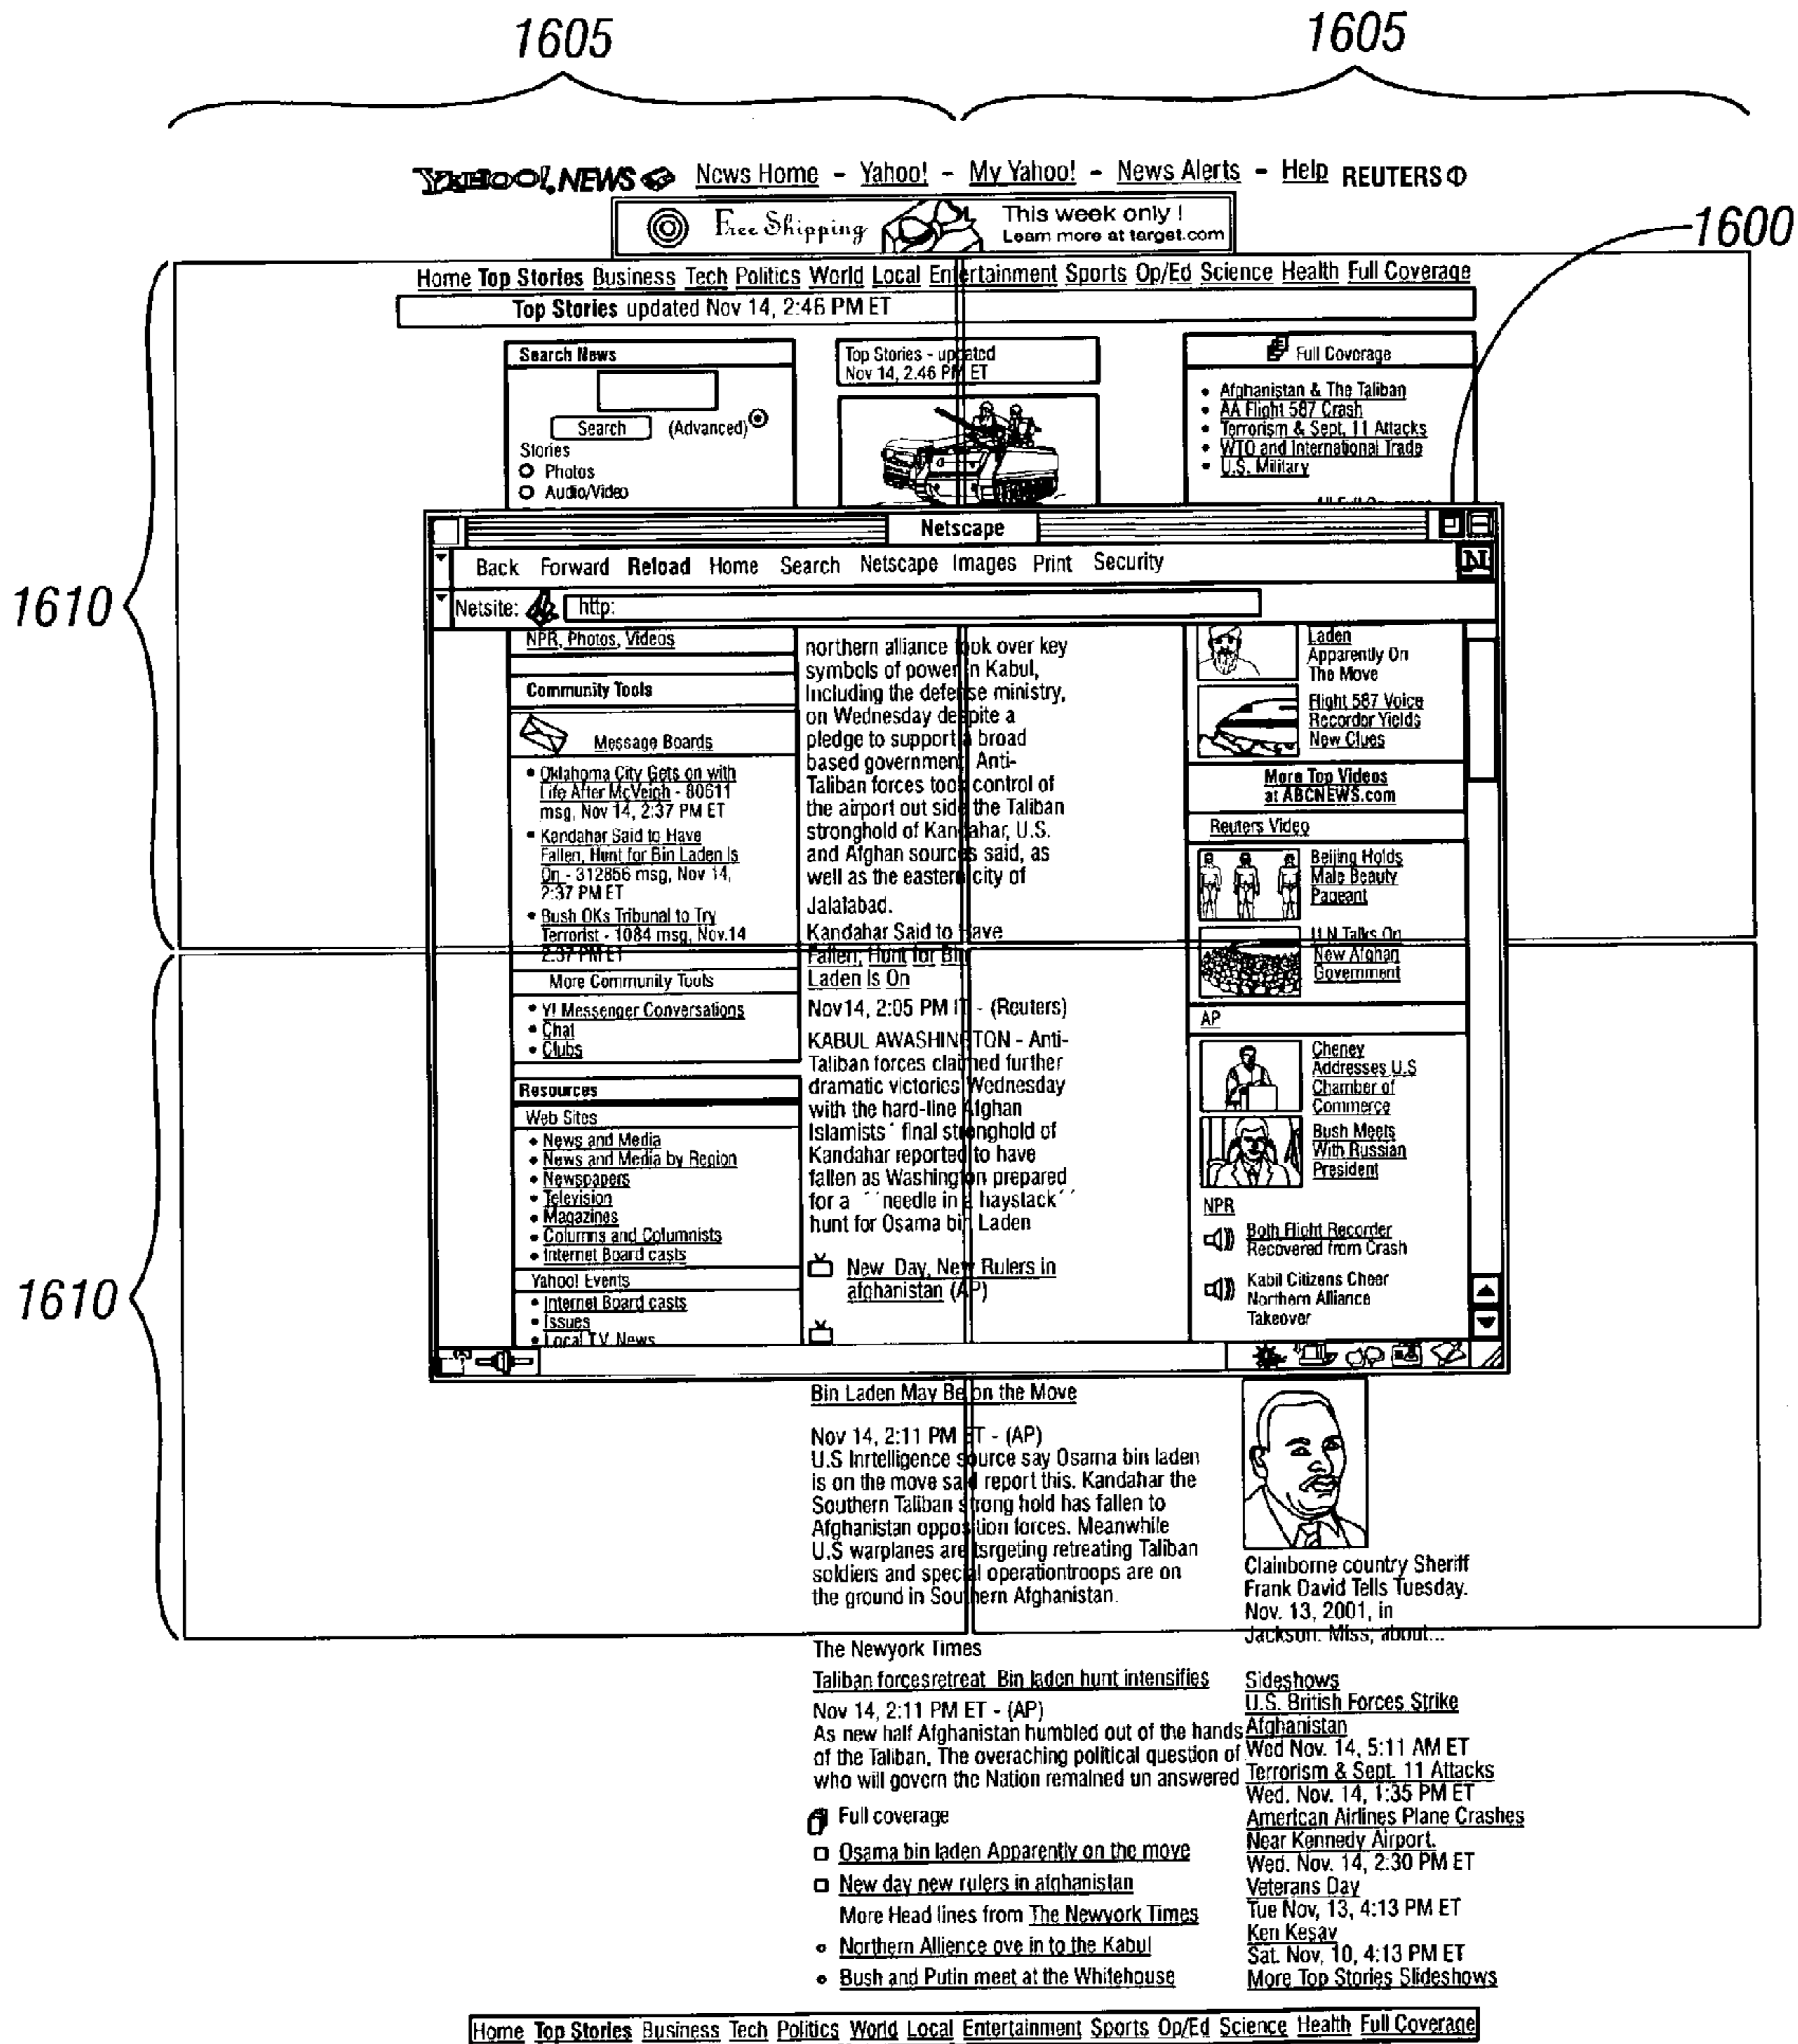 1605
1605
YAHOO! NEWS News Home - Yahoo! - My Yahoo! - News Alerts - Help REUTERS
Free Shipping
This week only !
Learn more at target.com
1600
Home Top Stories Business Tech Politics World Local Entertainment Sports Op/Ed Science Health Full Coverage
Top Stories updated Nov 14, 2:46 PM ET
Search News
Search (Advanced)
Stories
Photos
Audio/Video
Top Stories - updated
Nov 14, 2.46 PM ET
Full Coverage
• Afghanistan & The Taliban
• AA Flight 587 Crash
• Terrorism & Sept. 11 Attacks
• WTO and International Trade
• U.S. Military
All Full Coverage
Netscape
Back Forward Reload Home Search Netscape Images Print Security
N
Netsite: http:
1610
NPR, Photos, Videos
Community Tools
Message Boards
• Oklahoma City Gets on with
Life After McVeigh - 80611
msg, Nov 14, 2:37 PM ET
• Kandahar Said to Have
Fallen, Hunt for Bin Laden Is
On - 312856 msg, Nov 14,
2:37 PM ET
• Bush OKs Tribunal to Try
Terrorist - 1084 msg, Nov.14
2:37 PM ET
More Community Tools
• Y! Messenger Conversations
• Chat
• Clubs
Resources
Web Sites
• News and Media
• News and Media by Region
• Newspapers
• Television
• Magazines
• Columns and Columnists
• Internet Board casts
Yahoo! Events
• Internet Board casts
• Issues
• Local TV News
northern alliance took over key
symbols of power in Kabul,
Including the defense ministry,
on Wednesday despite a
pledge to support a broad
based government. Anti-
Taliban forces took control of
the airport out side the Taliban
stronghold of Kandahar, U.S.
and Afghan sources said, as
well as the eastern city of
Jalatabad.
Kandahar Said to Have
Fallen, Hunt for Bin
Laden Is On
Nov14, 2:05 PM IT - (Reuters)
KABUL AWASHINGTON - Anti-
Taliban forces claimed further
dramatic victories Wednesday
with the hard-line Afghan
Islamists´ final stronghold of
Kandahar reported to have
fallen as Washington prepared
for a ´´needle in a haystack´´
hunt for Osama bin Laden
New Day, New Rulers in
afghanistan (AP)
Laden
Apparently On
The Move
Flight 587 Voice
Recorder Yields
New Clues
More Top Videos
at ABCNEWS.com
Reuters Video
Beijing Holds
Male Beauty
Pageant
U.N Talks On
New Afghan
Government
AP
Cheney
Addresses U.S
Chamber of
Commerce
Bush Meets
With Russian
President
NPR
Both Flight Recorder
Recovered from Crash
Kabil Citizens Cheer
Northern Alliance
Takeover
1610
Bin Laden May Be on the Move
Nov 14, 2:11 PM ET - (AP)
U.S Inrtelligence source say Osama bin laden
is on the move said report this. Kandahar the
Southern Taliban strong hold has fallen to
Afghanistan opposition forces. Meanwhile
U.S warplanes are tsrgeting retreating Taliban
soldiers and special operationtroops are on
the ground in Southern Afghanistan.
The Newyork Times
Taliban forcesretreat Bin laden hunt intensifies
Nov 14, 2:11 PM ET - (AP)
As new half Afghanistan humbled out of the hands
of the Taliban, The overaching political question of
who will govern the Nation remained un answered
Full coverage
Osama bin laden Apparently on the move
New day new rulers in afghanistan
More Head lines from The Newyork Times
Northern Allience ove in to the Kabul
Bush and Putin meet at the Whitehouse
Clainborne country Sheriff
Frank David Tells Tuesday.
Nov. 13, 2001, in
Jackson. Miss, about...
Sideshows
U.S. British Forces Strike
Afghanistan
Wed Nov. 14, 5:11 AM ET
Terrorism & Sept. 11 Attacks
Wed. Nov. 14, 1:35 PM ET
American Airlines Plane Crashes
Near Kennedy Airport.
Wed. Nov. 14, 2:30 PM ET
Veterans Day
Tue Nov, 13, 4:13 PM ET
Ken Kesav
Sat. Nov, 10, 4:13 PM ET
More Top Stories Slideshows
Home Top Stories Business Tech Politics World Local Entertainment Sports Op/Ed Science Health Full Coverage